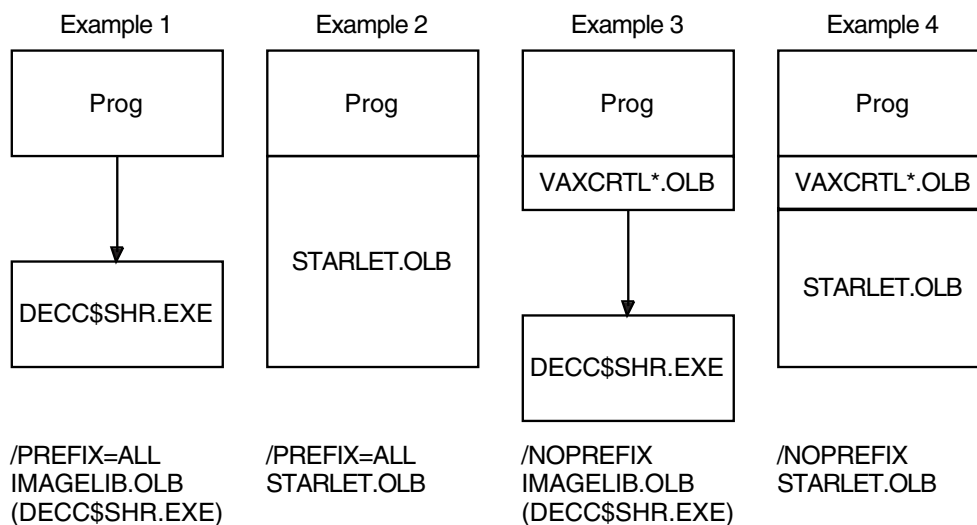 Example 1
Prog
DECC$SHR.EXE
/PREFIX=ALL
IMAGELIB.OLB
(DECC$SHR.EXE)
Example 2
Prog
STARLET.OLB
/PREFIX=ALL
STARLET.OLB
Example 3
Prog
VAXCRTL*.OLB
DECC$SHR.EXE
/NOPREFIX
IMAGELIB.OLB
(DECC$SHR.EXE)
Example 4
Prog
VAXCRTL*.OLB
STARLET.OLB
/NOPREFIX
STARLET.OLB